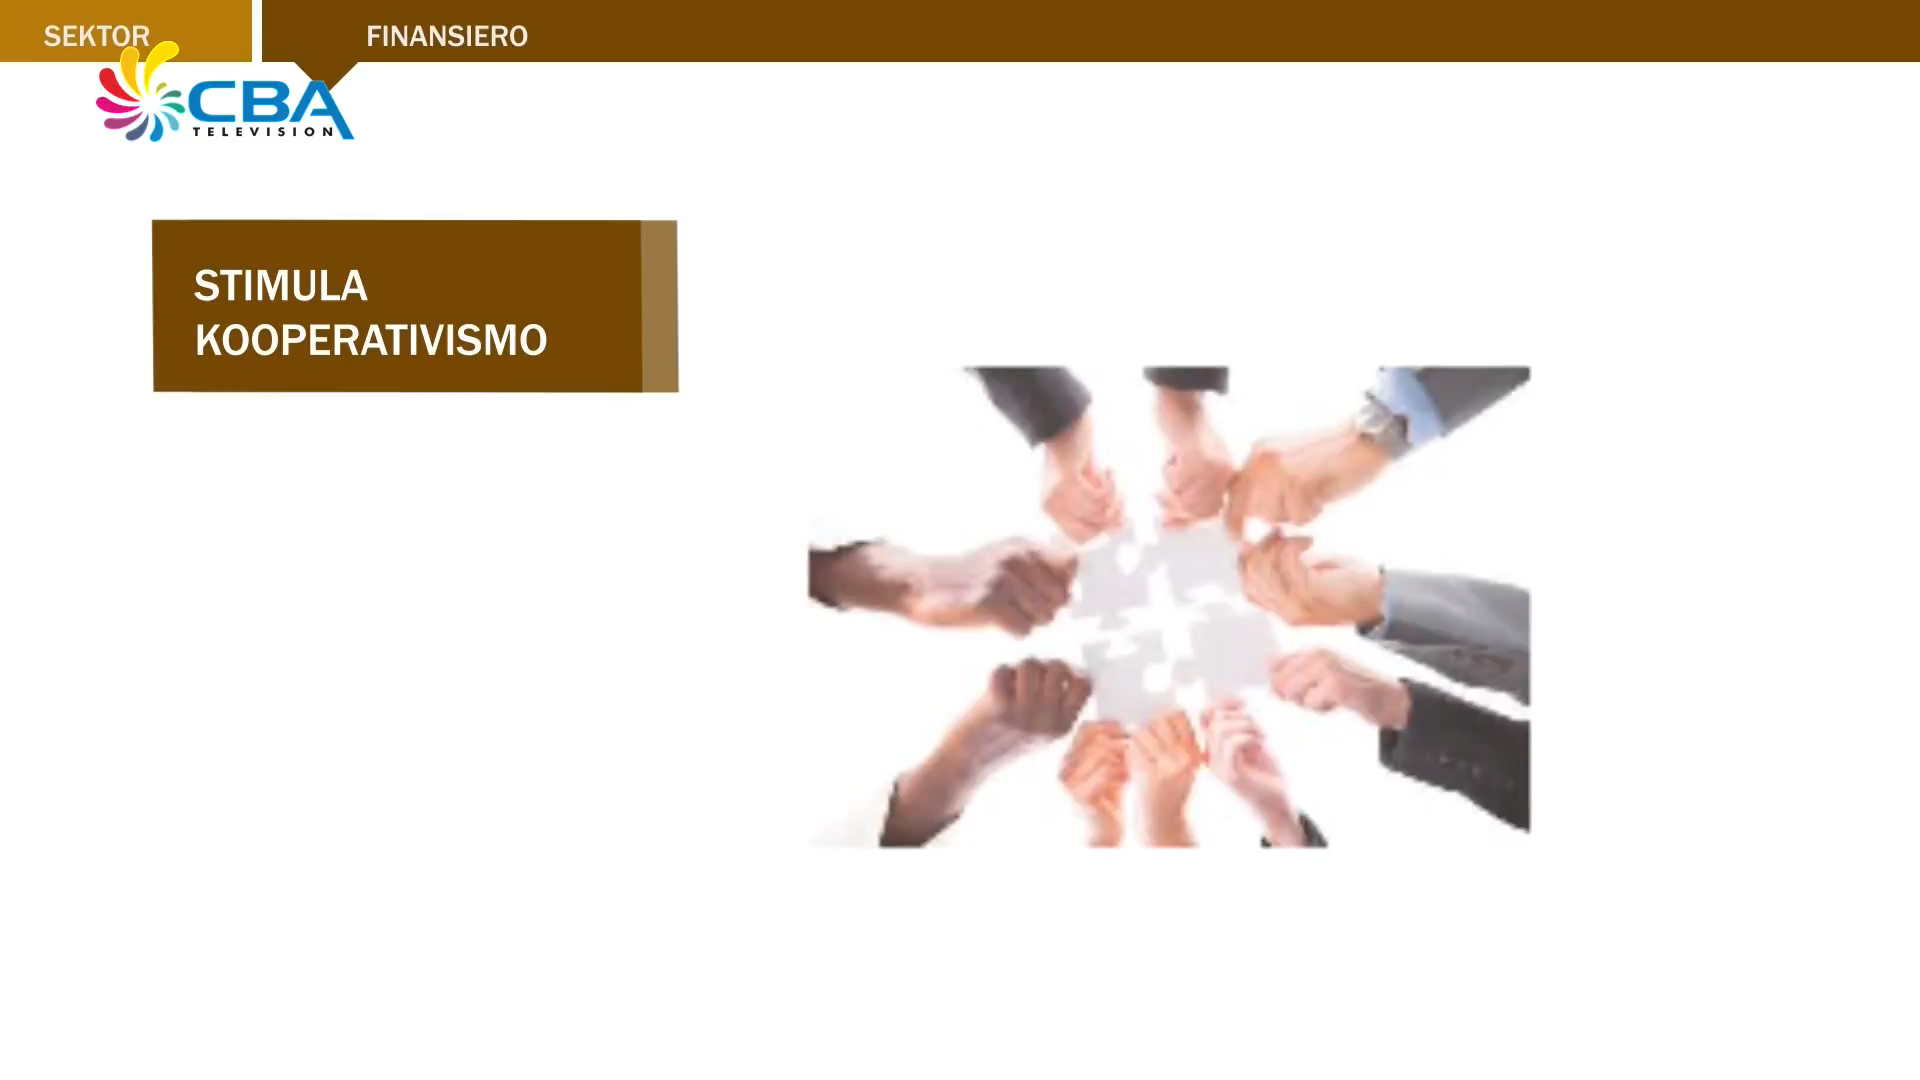 SEKTOR
FINANSIERO
CBA
TELEVISION
STIMULA
KOOPERATIVISMO